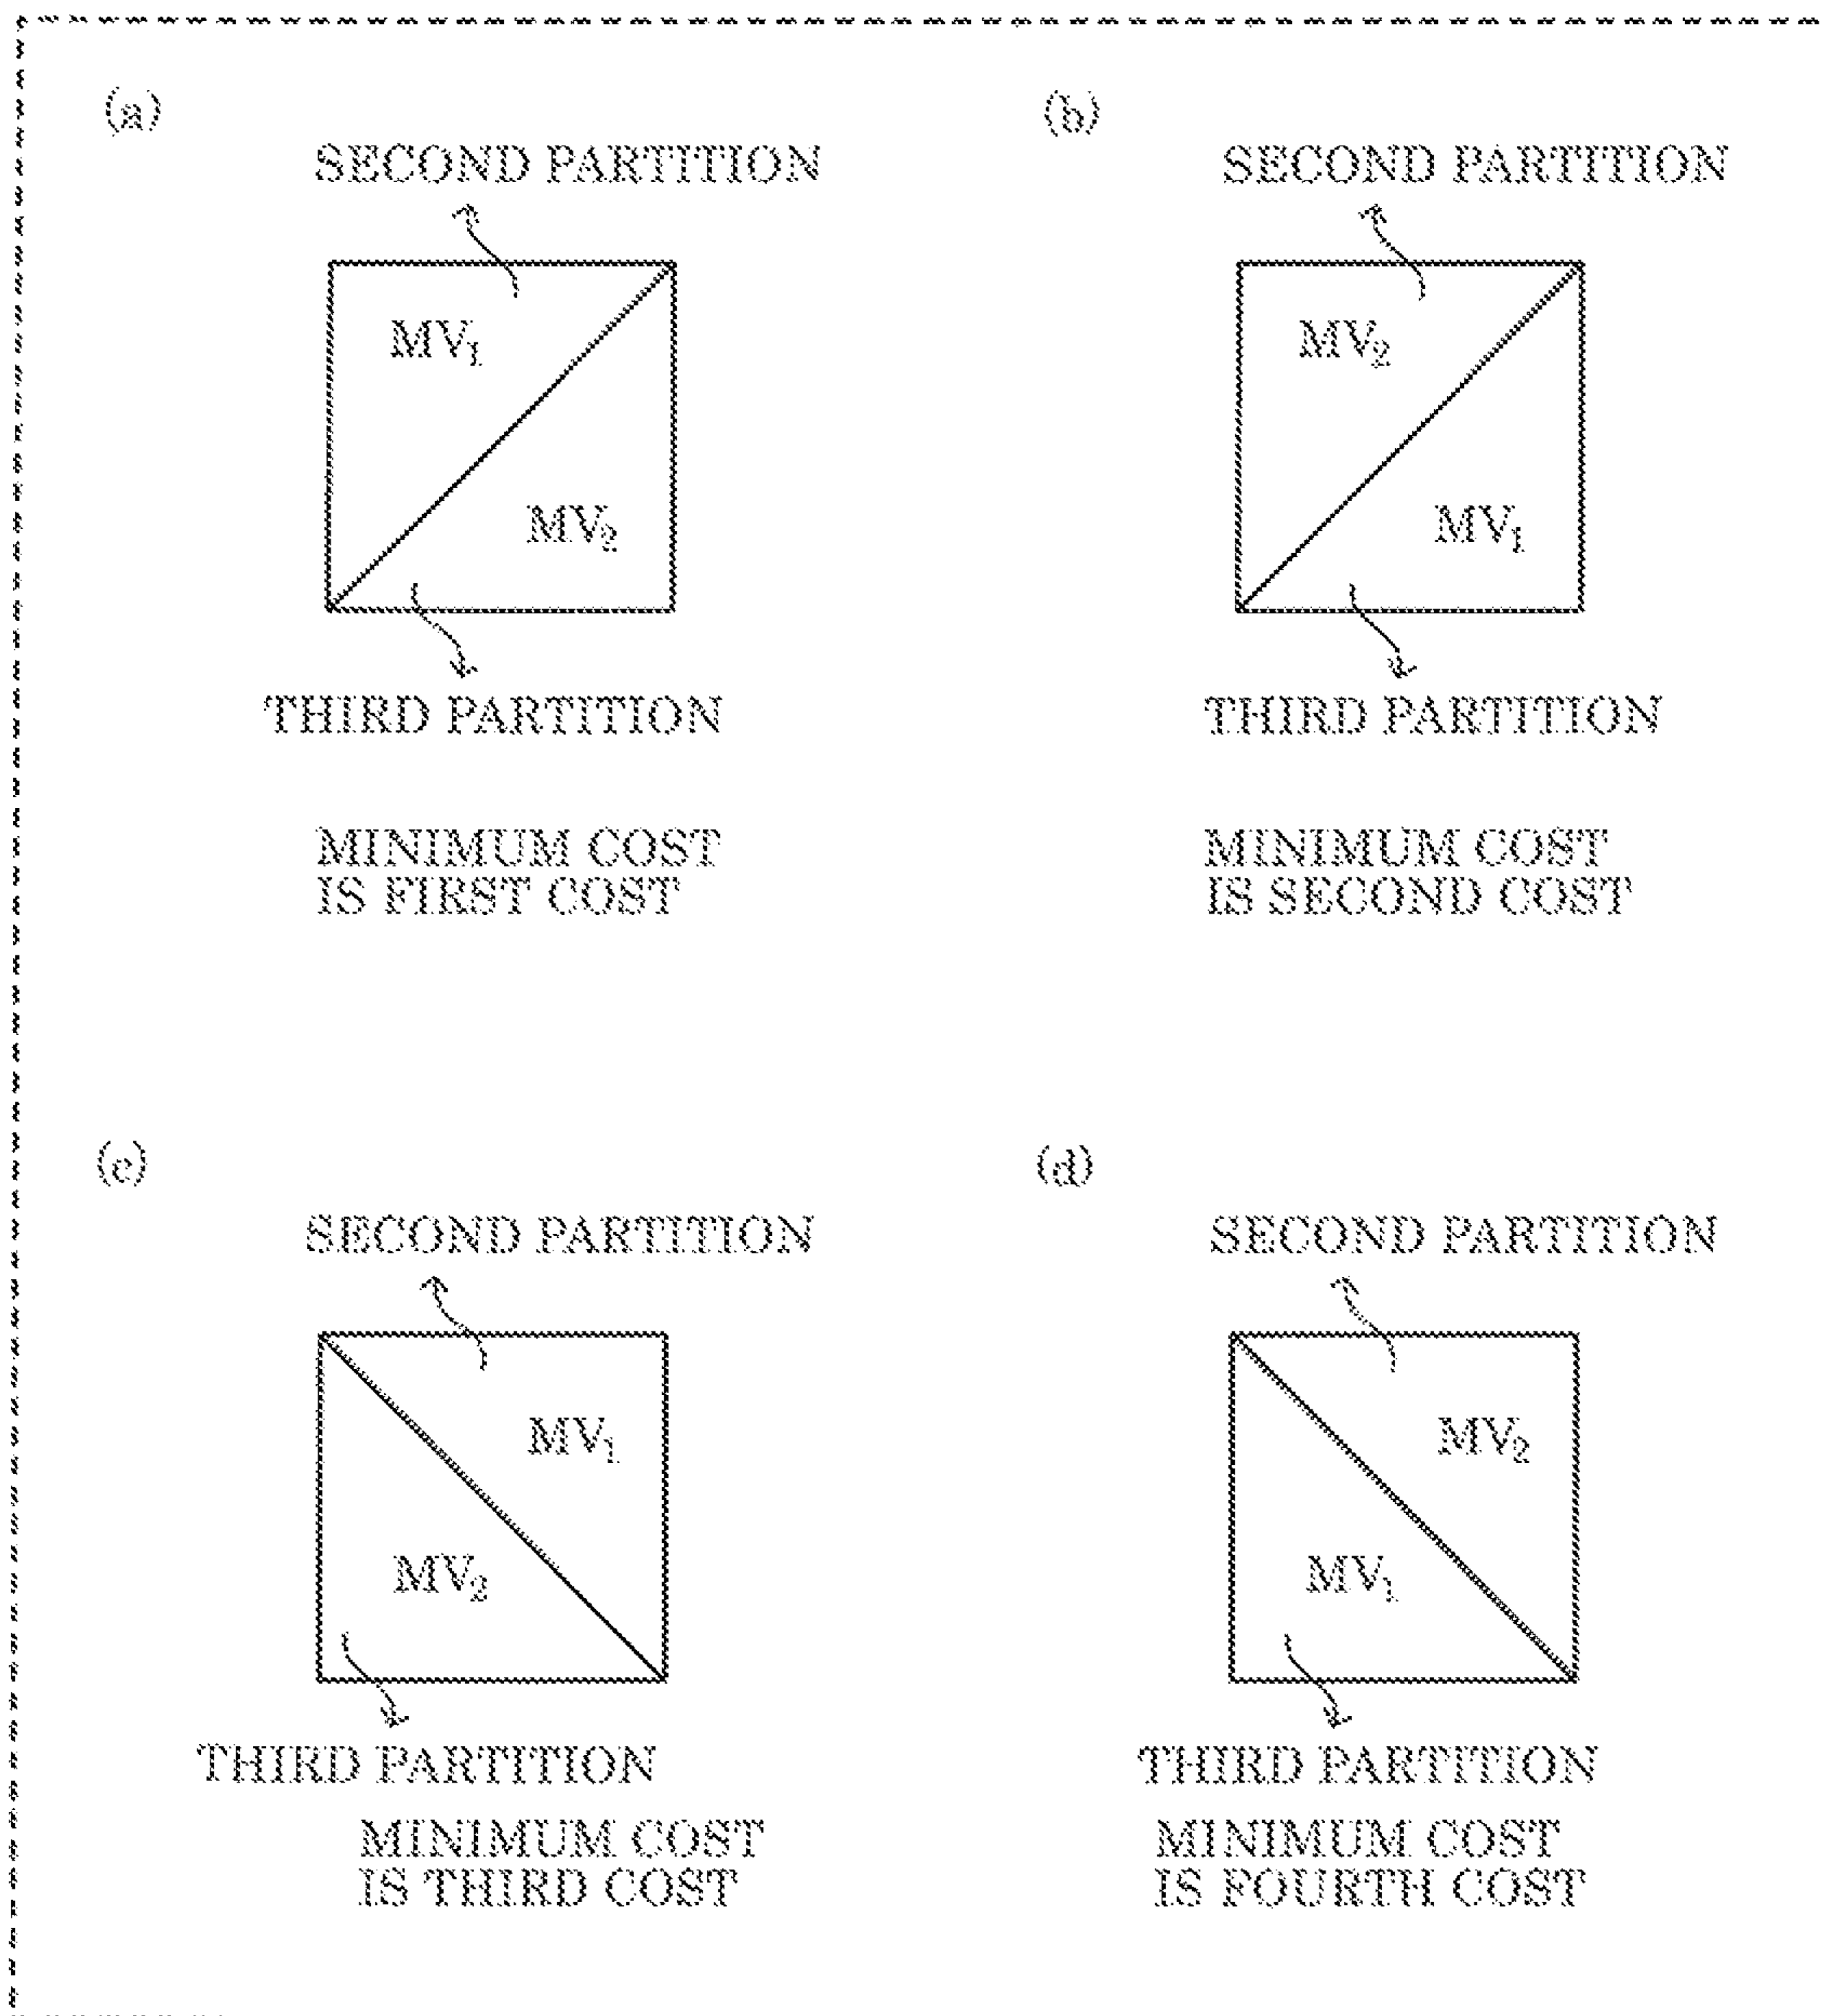 (a)
SECOND PARTITION
MV₁
MV₂
THIRD PARTITION
MINIMUM COST
IS FIRST COST
(b)
SECOND PARTITION
MV₂
MV₁
THIRD PARTITION
MINIMUM COST
IS SECOND COST
(c)
SECOND PARTITION
MV₁
MV₂
THIRD PARTITION
MINIMUM COST
IS THIRD COST
(d)
SECOND PARTITION
MV₂
MV₁
THIRD PARTITION
MINIMUM COST
IS FOURTH COST